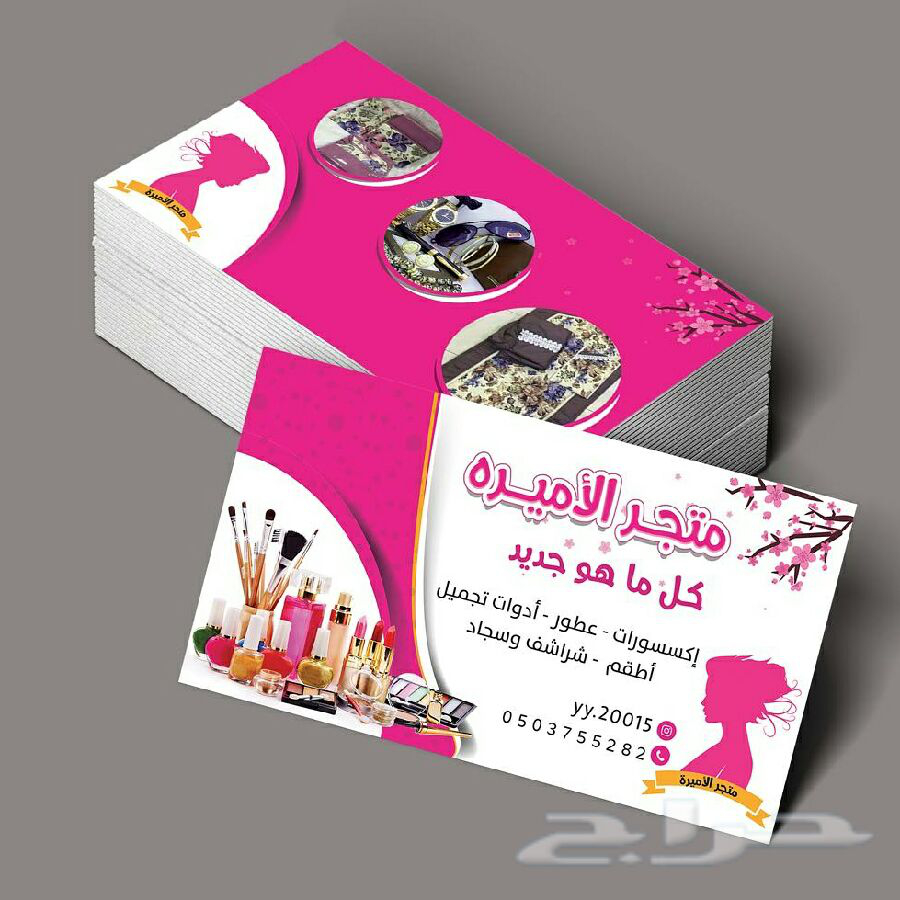 متجر الأميرة
متجر الأميره
كل ما هو جديد
إكسسورات - عطور - أدوات تجميل
أطقم - شراشف وسجاد
yy.20015
0503755282
متجر الأميرة
حراج